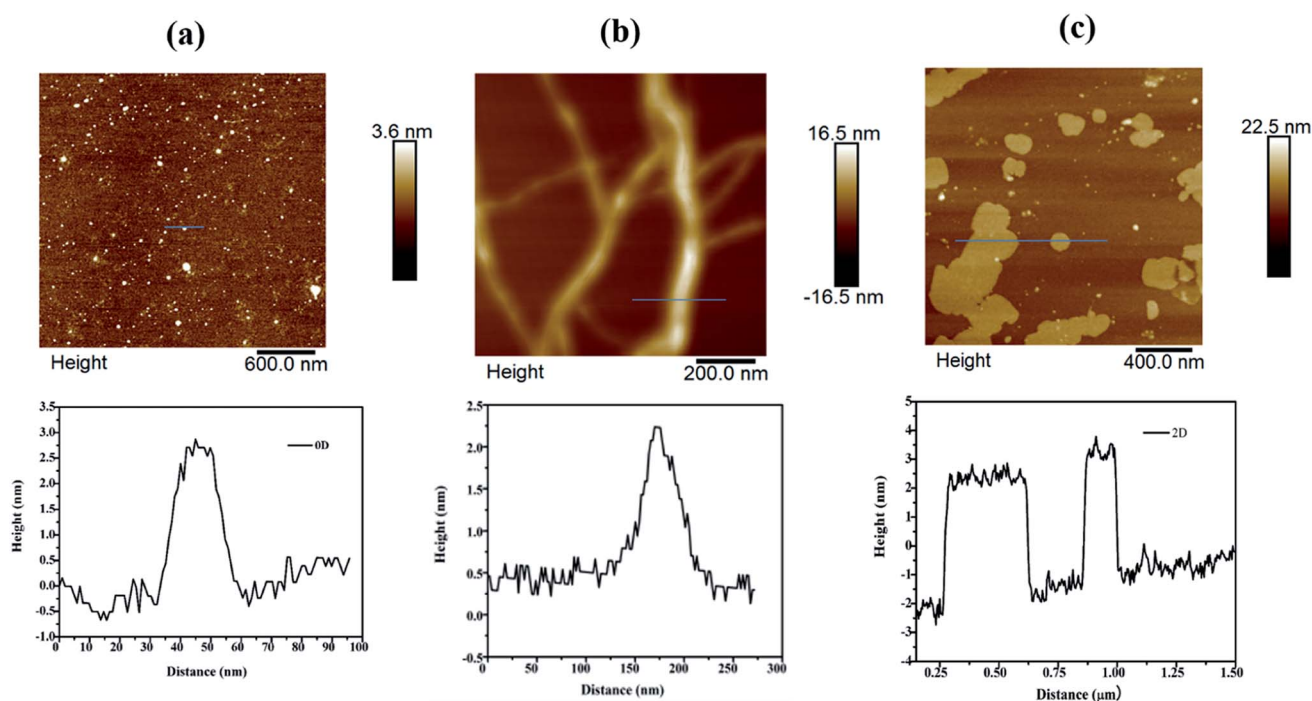 (a)
(b)
(c)
3.6 nm
16.5 nm
-16.5 nm
22.5 nm
Height
600.0 nm
Height
200.0 nm
Height
400.0 nm
3.5
3.0
2.5
2.0
1.5
1.0
0.5
0.0
-0.5
-1.0
Height (nm)
0D
0 10 20 30 40 50 60 70 80 90 100
Distance (nm)
2.5
2.0
1.5
1.0
0.5
0.0
-0.5
Height (nm)
0 50 100 150 200 250 300
Distance (nm)
5
4
3
2
1
0
-1
-2
-3
-4
Height (nm)
2D
0.25 0.50 0.75 1.00 1.25 1.50
Distance (μm)